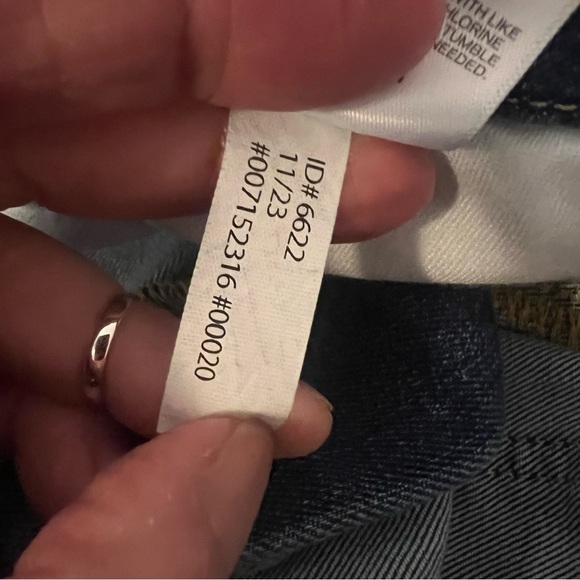 WITH LIKE
CHLORINE
TUMBLE
NEEDED.
ID# 6622
11/23
#007152316 #00020